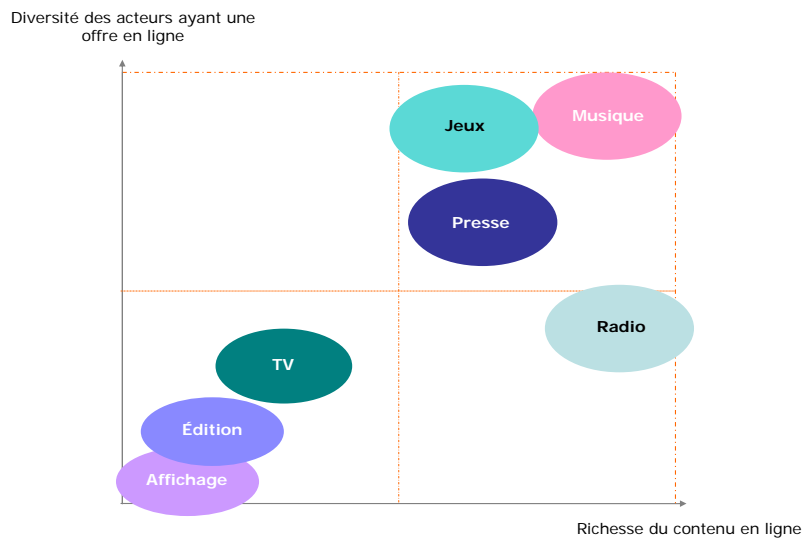 Diversité des acteurs ayant une
offre en ligne
Musique
Jeux
Presse
Radio
TV
Édition
Affichage
Richesse du contenu en ligne